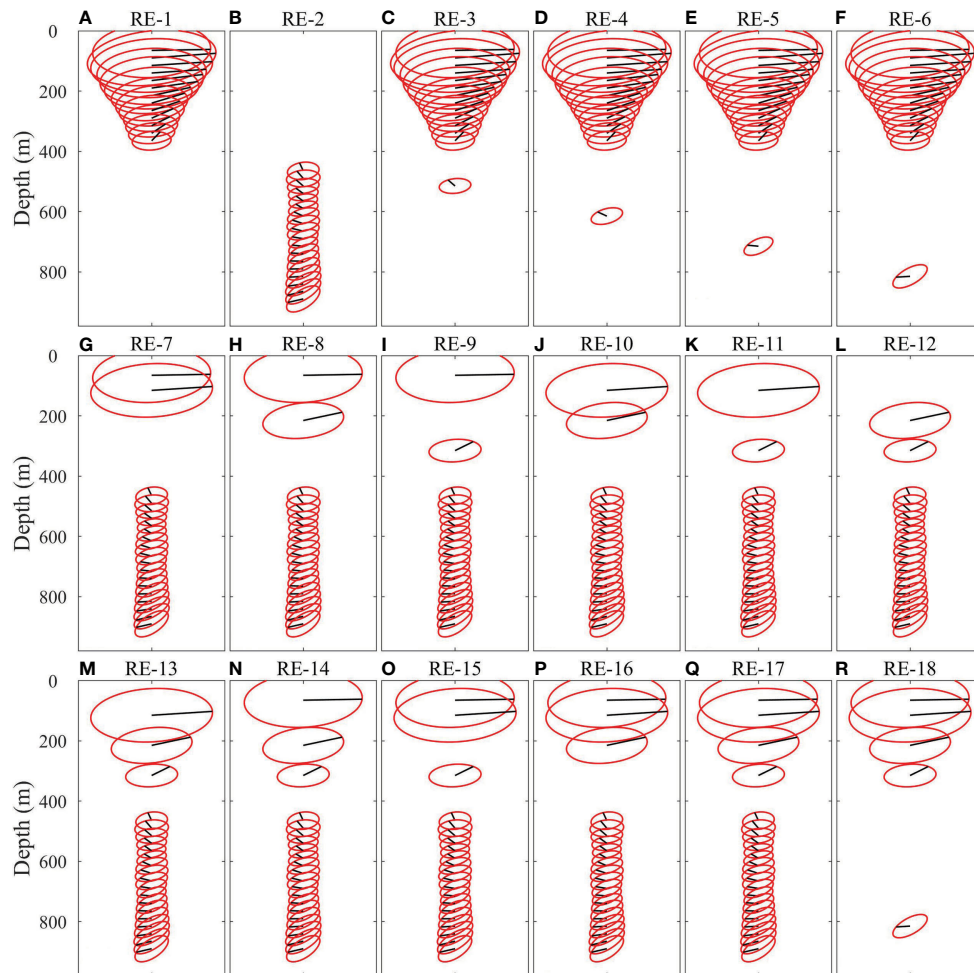 A RE-1 B RE-2 C RE-3 D RE-4 E RE-5 F RE-6
0
200
400
600
800
Depth (m)
G RE-7 H RE-8 I RE-9 J RE-10 K RE-11 L RE-12
0
200
400
600
800
Depth (m)
M RE-13 N RE-14 O RE-15 P RE-16 Q RE-17 R RE-18
0
200
400
600
800
Depth (m)